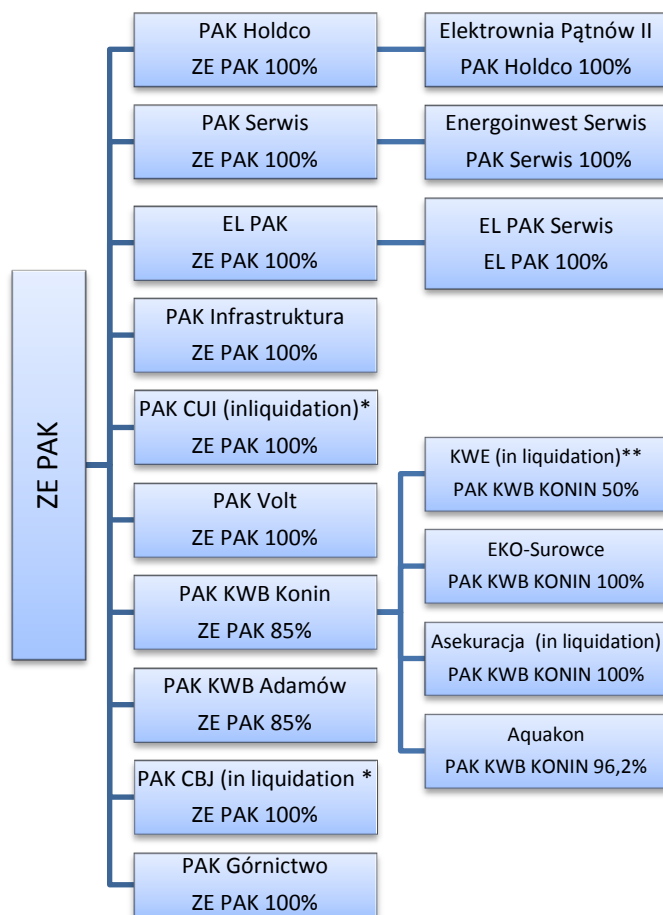 ZE PAK
PAK Holdco
ZE PAK 100%
Elektrownia Pątnów II
PAK Holdco 100%
PAK Serwis
ZE PAK 100%
Energoinwest Serwis
PAK Serwis 100%
EL PAK
ZE PAK 100%
EL PAK Serwis
EL PAK 100%
PAK Infrastruktura
ZE PAK 100%
PAK CUI (inliquidation)*
ZE PAK 100%
PAK Volt
ZE PAK 100%
PAK KWB Konin
ZE PAK 85%
KWE (in liquidation)**
PAK KWB KONIN 50%
EKO-Surowce
PAK KWB KONIN 100%
Asekuracja (in liquidation)
PAK KWB KONIN 100%
Aquakon
PAK KWB KONIN 96,2%
PAK KWB Adamów
ZE PAK 85%
PAK CBJ (in liquidation *
ZE PAK 100%
PAK Górnictwo
ZE PAK 100%